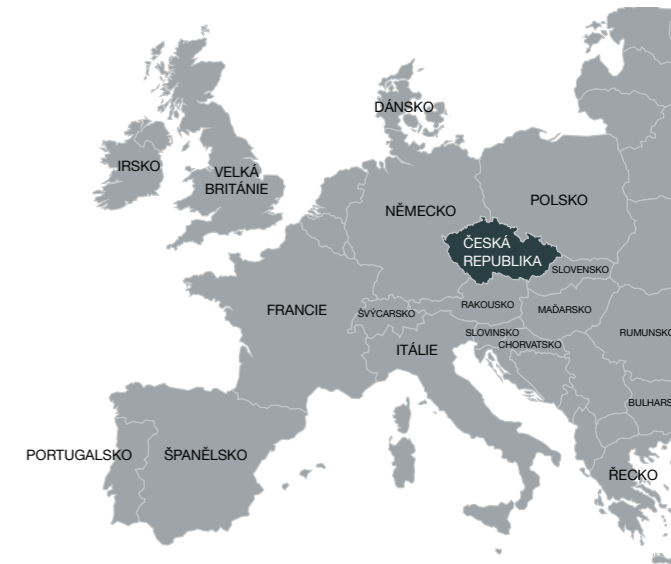 DÁNSKO
IRSKO
VELKÁ
BRITÁNIE
NĚMECKO
POLSKO
ČESKÁ
REPUBLIKA
SLOVENSKO
FRANCIE
ŠVÝCARSKO
RAKOUSKO
MAĎARSKO
SLOVINSKO
CHORVATSKO
RUMUNSKO
ITÁLIE
BULHARS
PORTUGALSKO
ŠPANĚLSKO
ŘECKO